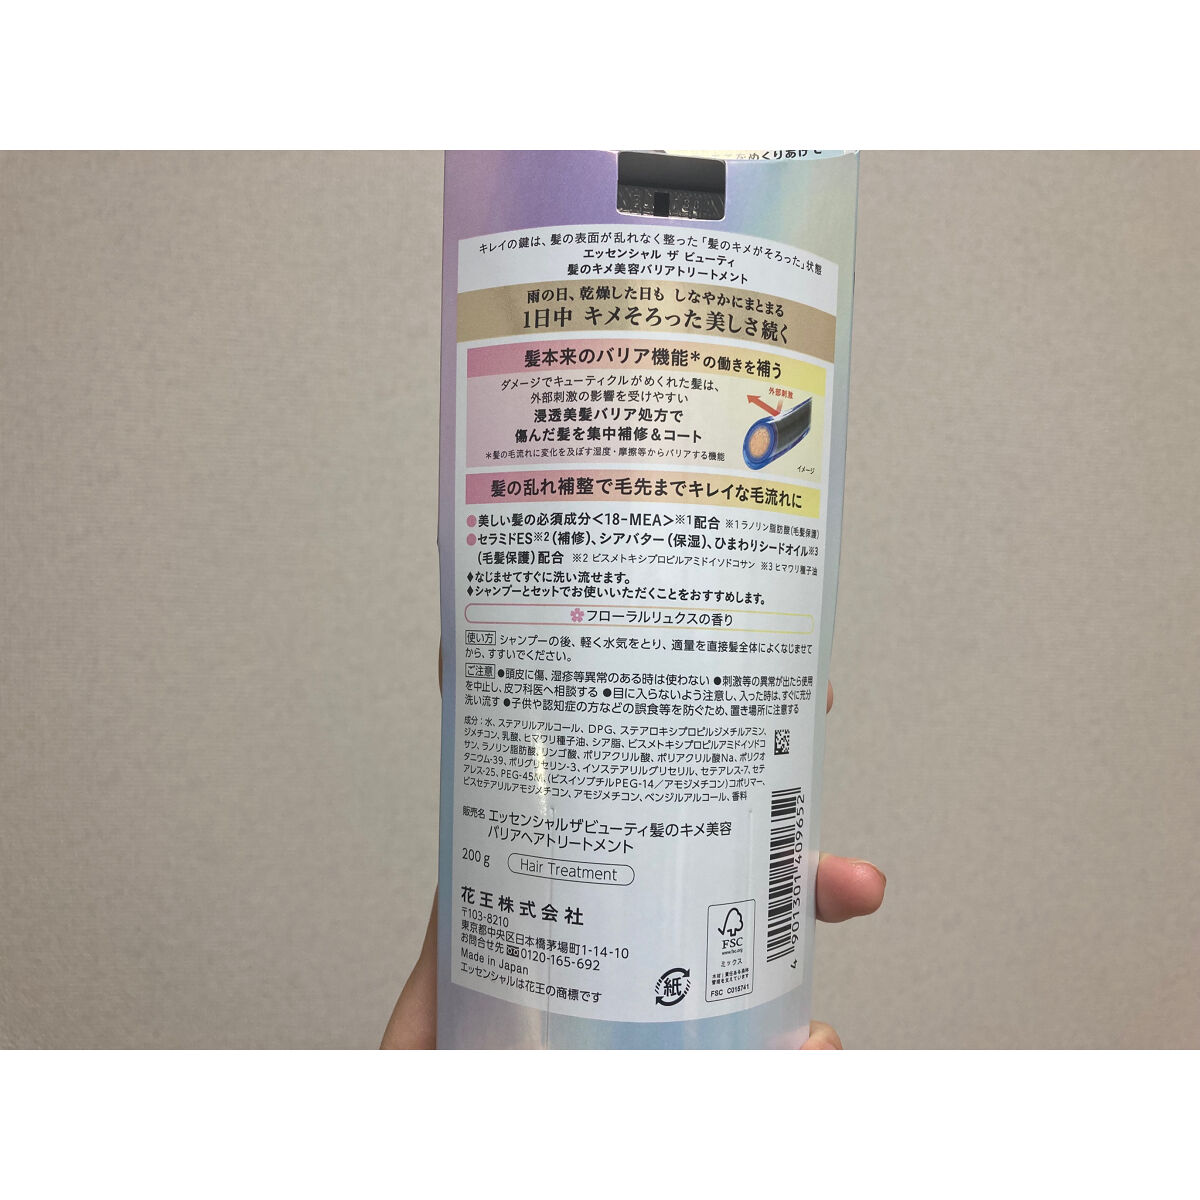 めくりあけて
キレイの鍵は、髪の表面が乱れなく整った「髪のキメがそろった」状態
エッセンシャル ザ ビューティ
髪のキメ美容バリアトリートメント
雨の日、乾燥した日も しなやかにまとまる
1日中 キメそろった美しさ続く
髪本来のバリア機能*の働きを補う
ダメージでキューティクルがめくれた髪は、
外部刺激の影響を受けやすい
浸透美髪バリア処方で
傷んだ髪を集中補修&コート
*髪の毛流れに変化を及ぼす湿度・摩擦等からバリアする機能
外部刺激
イメージ
髪の乱れ補整で毛先までキレイな毛流れに
●美しい髪の必須成分<18-MEA>※1配合 ※1ラノリン脂肪酸(毛髪保護)
●セラミドES※2(補修)、シアバター(保湿)、ひまわりシードオイル※3
(毛髪保護)配合 ※2 ビスメトキシプロピルアミドイソドコサン ※3 ヒマワリ種子油
♦なじませてすぐに洗い流せます。
♦シャンプーとセットでお使いいただくことをおすすめします。
フローラルリュクスの香り
使い方 シャンプーの後、軽く水気をとり、適量を直接髪全体によくなじませて
から、すすいでください。
ご注意 ●頭皮に傷、湿疹等異常のある時は使わない ●刺激等の異常が出たら使用
を中止し、皮フ科医へ相談する ●目に入らないよう注意し、入った時は、すぐに充分
洗い流す ●子供や認知症の方などの誤食等を防ぐため、置き場所に注意する
成分:水、ステアリルアルコール、DPG、ステアロキシプロピルジメチルアミン、
ジメチコン、乳酸、ヒマワリ種子油、シア脂、ビスメトキシプロピルアミドイソドコ
サン、ラノリン脂肪酸、リンゴ酸、ポリアクリル酸、ポリアクリル酸Na、ポリクオ
タニウム-39、ポリグリセリン-3、イソステアリルグリセリル、セテアレス-7、セテ
アレス-25、PEG-45M、(ビスイソブチルPEG-14/アモジメチコン)コポリマー、
ビスセテアリルアモジメチコン、アモジメチコン、ベンジルアルコール、香料
販売名 エッセンシャルザビューティ髪のキメ美容
バリアヘアトリートメント
200g Hair Treatment
花王株式会社
〒103-8210
東京都中央区日本橋茅場町1-14-10
お問合せ先 0120-165-692
Made in Japan
エッセンシャルは花王の商標です
紙
FSC
www.fsc.org
ミックス
木材|責任ある森林
管理を支えています
FSC C015741
4 901301 409652